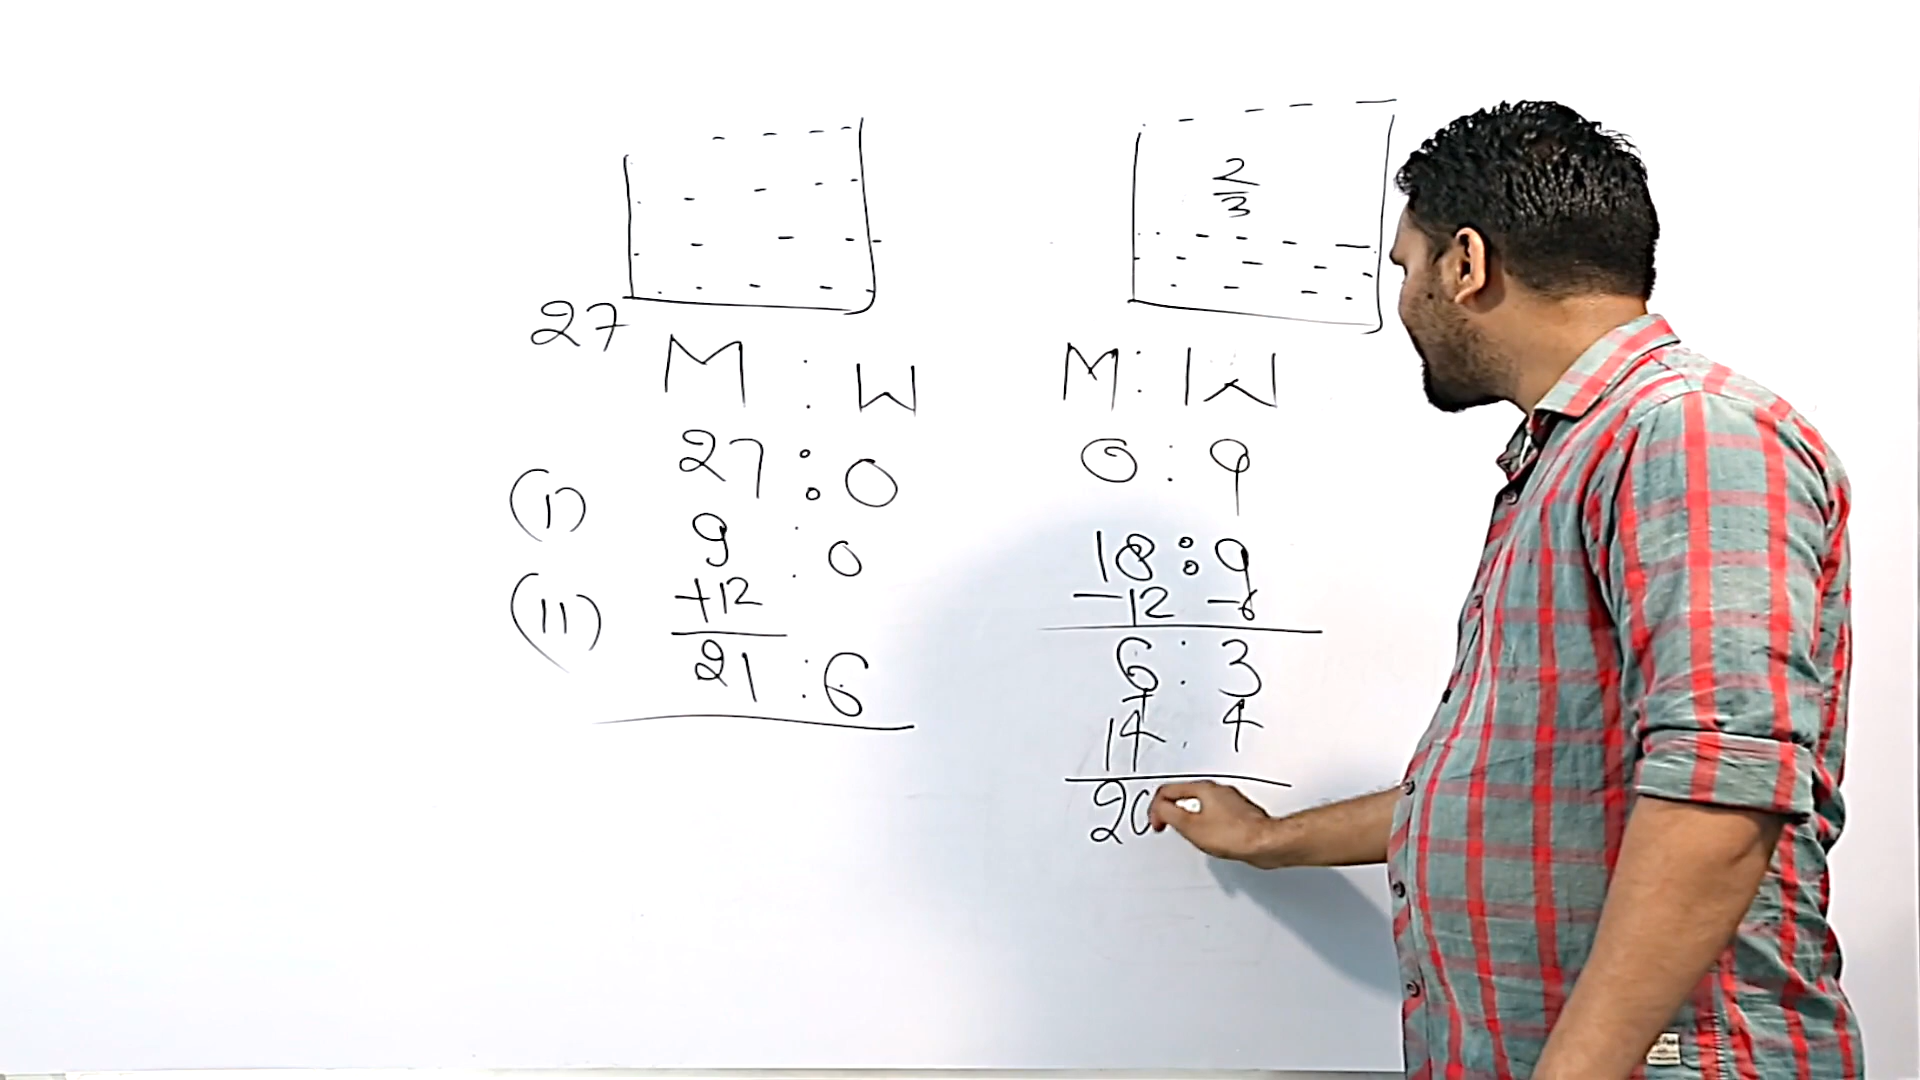 2/3
27
M : W
M : W
27 : 0
0 : 9
(I)
9 : 0
18 : 9
(II)
+12
-12 -6
21 : 6
6 : 3
+
14 : 4
20